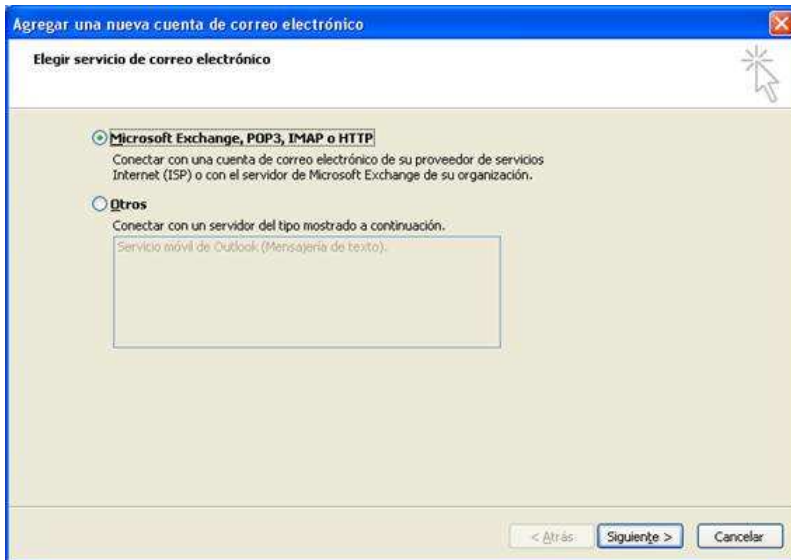 Agregar una nueva cuenta de correo electrónico
Elegir servicio de correo electrónico
Microsoft Exchange, POP3, IMAP o HTTP
Conectar con una cuenta de correo electrónico de su proveedor de servicios
Internet (ISP) o con el servidor de Microsoft Exchange de su organización.
Otros
Conectar con un servidor del tipo mostrado a continuación.
Servicio móvil de Outlook (Mensajería de texto).
< Atrás
Siguiente >
Cancelar